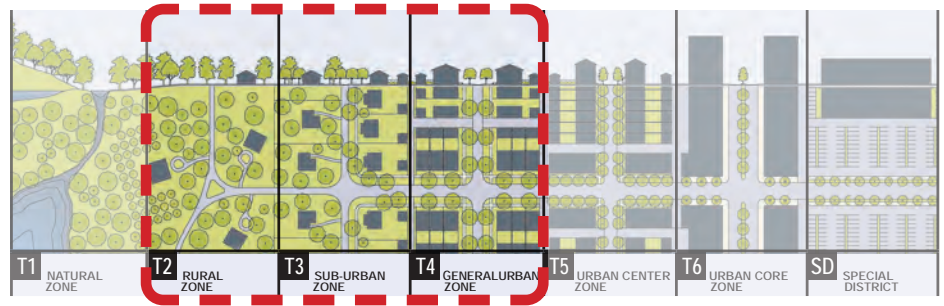 T1 NATURAL
ZONE
T2 RURAL
ZONE
T3 SUB-URBAN
ZONE
T4 GENERALURBAN
ZONE
T5 URBAN CENTER
ZONE
T6 URBAN CORE
ZONE
SD SPECIAL
DISTRICT